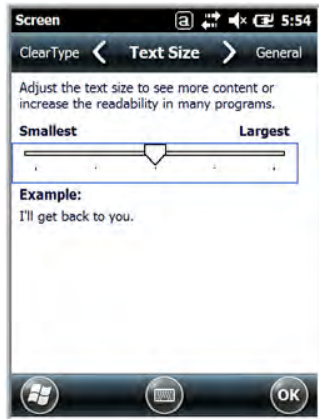 Screen a 5:54
ClearType Text Size General
Adjust the text size to see more content or
increase the readability in many programs.
Smallest Largest
Example:
I'll get back to you.
OK